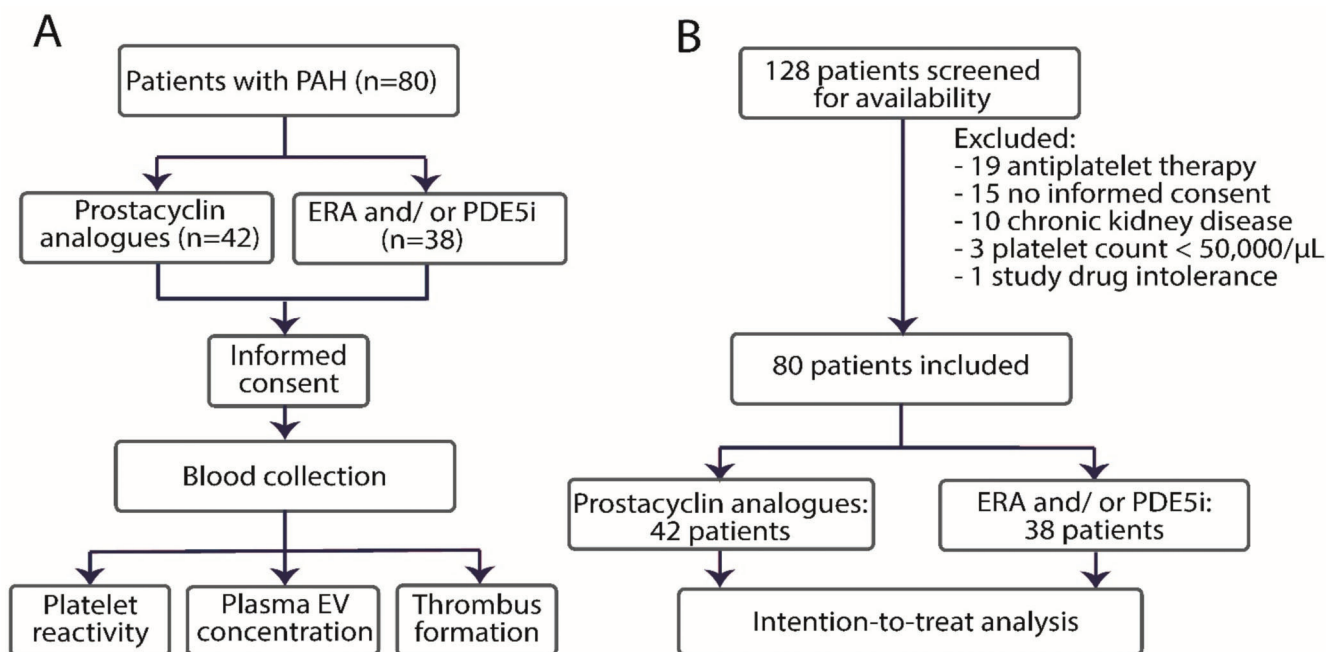 A
Patients with PAH (n=80)
Prostacyclin
analogues (n=42)
ERA and/ or PDE5i
(n=38)
Informed
consent
Blood collection
Platelet
reactivity
Plasma EV
concentration
Thrombus
formation
B
128 patients screened
for availability
Excluded:
- 19 antiplatelet therapy
- 15 no informed consent
- 10 chronic kidney disease
- 3 platelet count < 50,000/µL
- 1 study drug intolerance
80 patients included
Prostacyclin analogues:
42 patients
ERA and/ or PDE5i:
38 patients
Intention-to-treat analysis